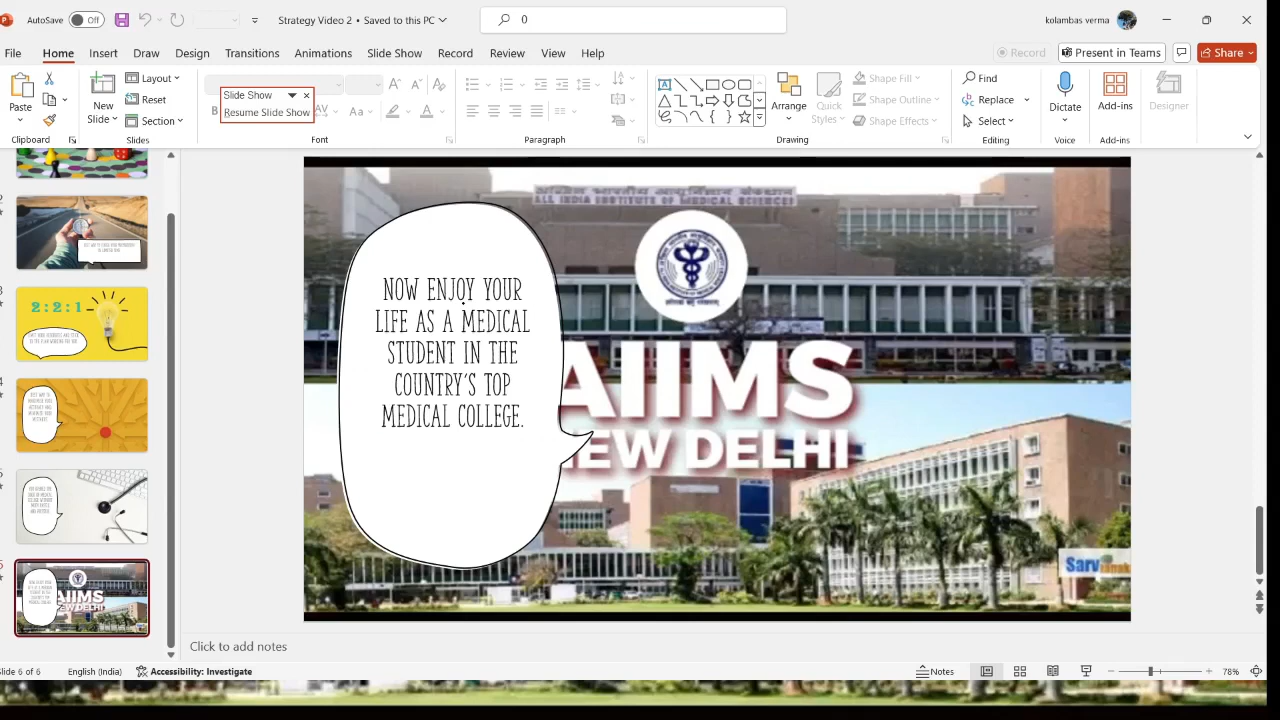 AutoSave Off Strategy Video 2 • Saved to this PC 0 kolambas verma
File Home Insert Draw Design Transitions Animations Slide Show Record Review View Help Record Present in Teams Share
Paste
New
Slide
Layout
Reset
Section
Slide Show
Resume Slide Show
B
AV
Aa
Arrange
Quick
Styles
Shape Fill
Shape Outline
Shape Effects
Find
Replace
Select
Dictate
Add-ins
Designer
Clipboard Slides Font Paragraph Drawing Editing Voice Add-ins
2:2:1
4
ALL INDIA INSTITUTE OF MEDICAL SCIENCES
NOW ENJOY YOUR
LIFE AS A MEDICAL
STUDENT IN THE
COUNTRY'S TOP
MEDICAL COLLEGE.
AIIMS
NEW DELHI
Click to add notes
Slide 6 of 6 English (India) Accessibility: Investigate Notes 78%